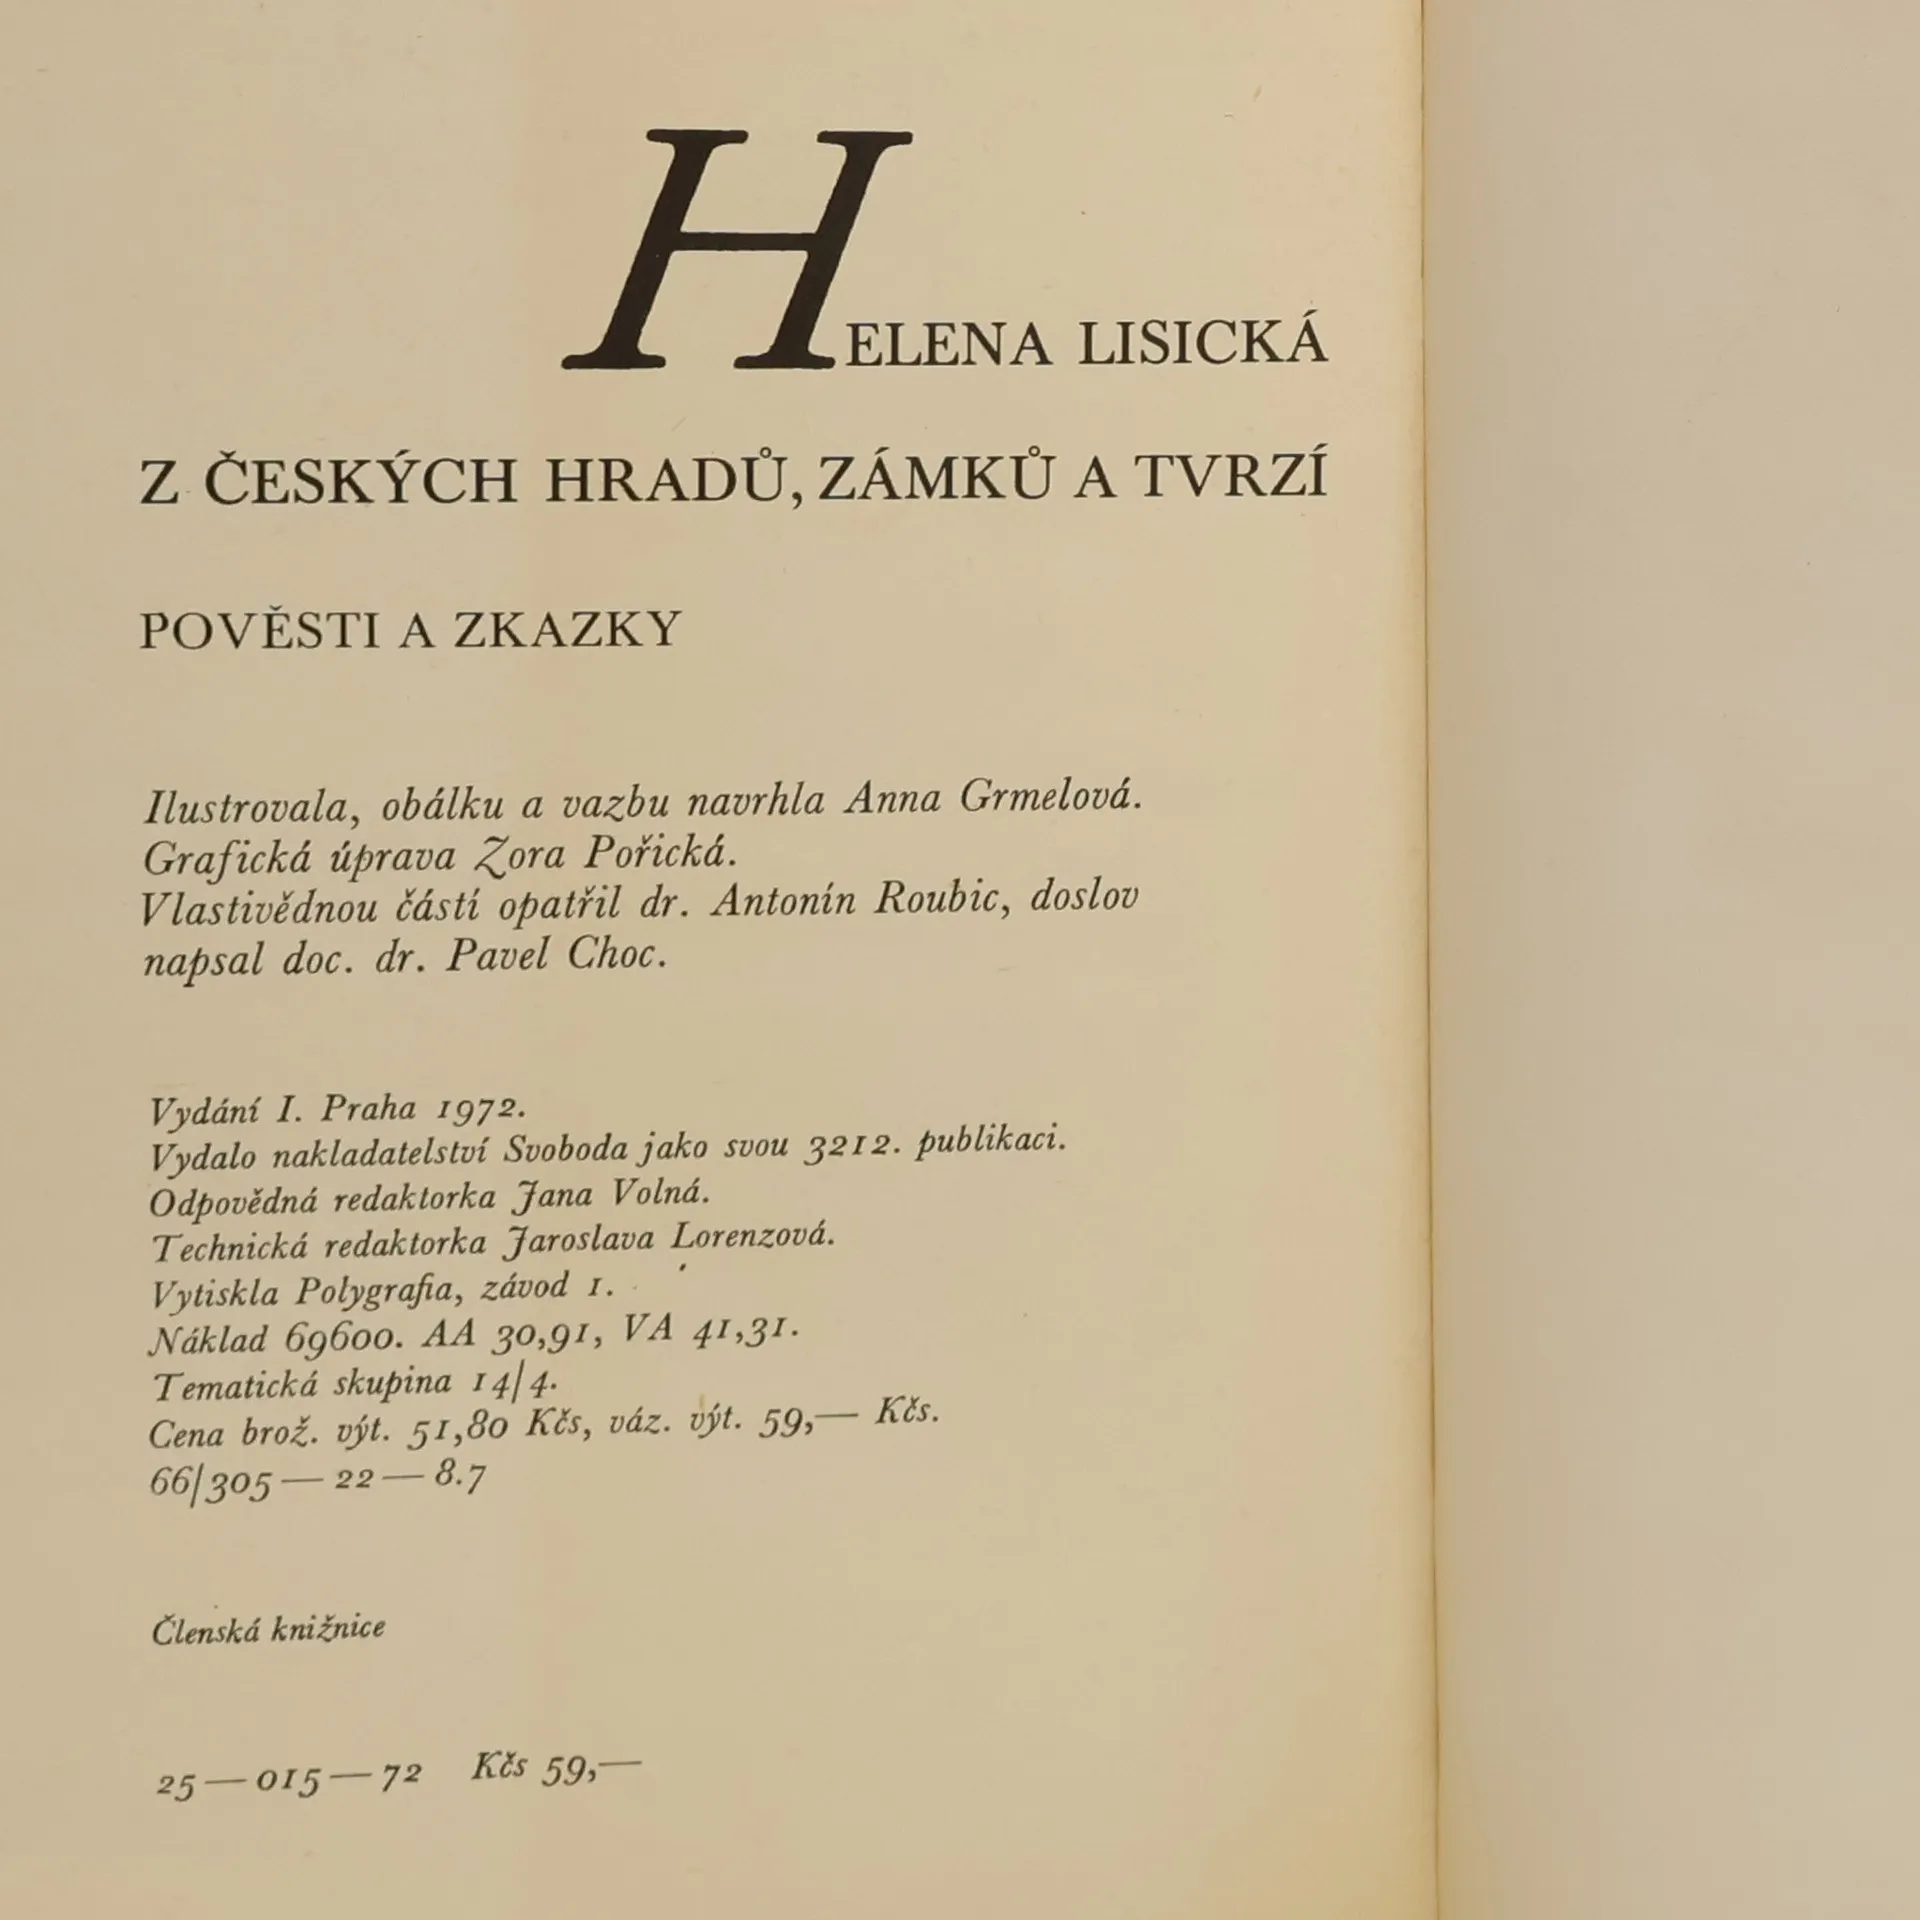 HELENA LISICKÁ
Z ČESKÝCH HRADŮ, ZÁMKŮ A TVRZÍ
POVĚSTI A ZKAZKY
Ilustrovala, obálku a vazbu navrhla Anna Grmelová.
Grafická úprava Zora Pořická.
Vlastivědnou částí opatřil dr. Antonín Roubic, doslov
napsal doc. dr. Pavel Choc.
Vydání I. Praha 1972.
Vydalo nakladatelství Svoboda jako svou 3212. publikaci.
Odpovědná redaktorka Jana Volná.
Technická redaktorka Jaroslava Lorenzová.
Vytiskla Polygrafia, závod 1.
Náklad 69600. AA 30,91, VA 41,31.
Tematická skupina 14/4.
Cena brož. výt. 51,80 Kčs, váz. výt. 59,— Kčs.
66/305 — 22 — 8.7
Členská knižnice
25 — 015 — 72 Kčs 59,—